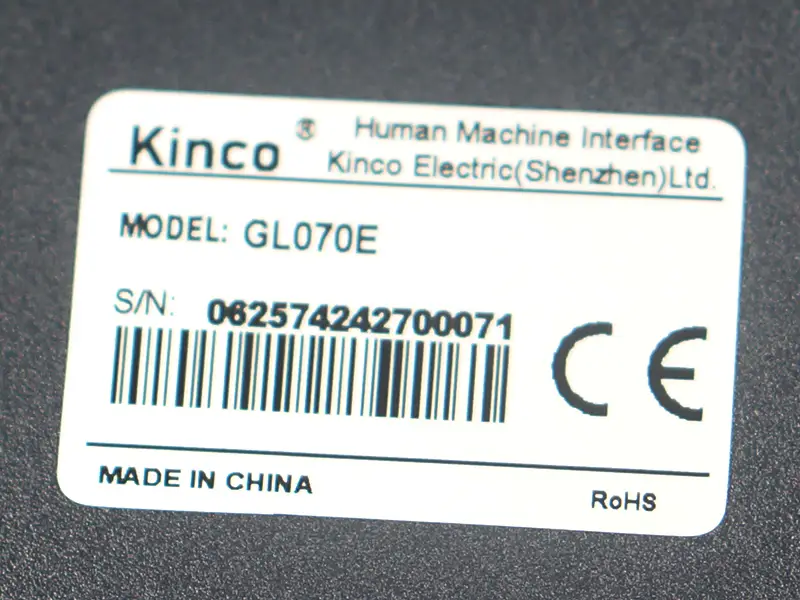 Kinco® Human Machine Interface
Kinco Electric(Shenzhen)Ltd.
MODEL: GL070E
S/N: 062574242700071
CE
MADE IN CHINA
RoHS